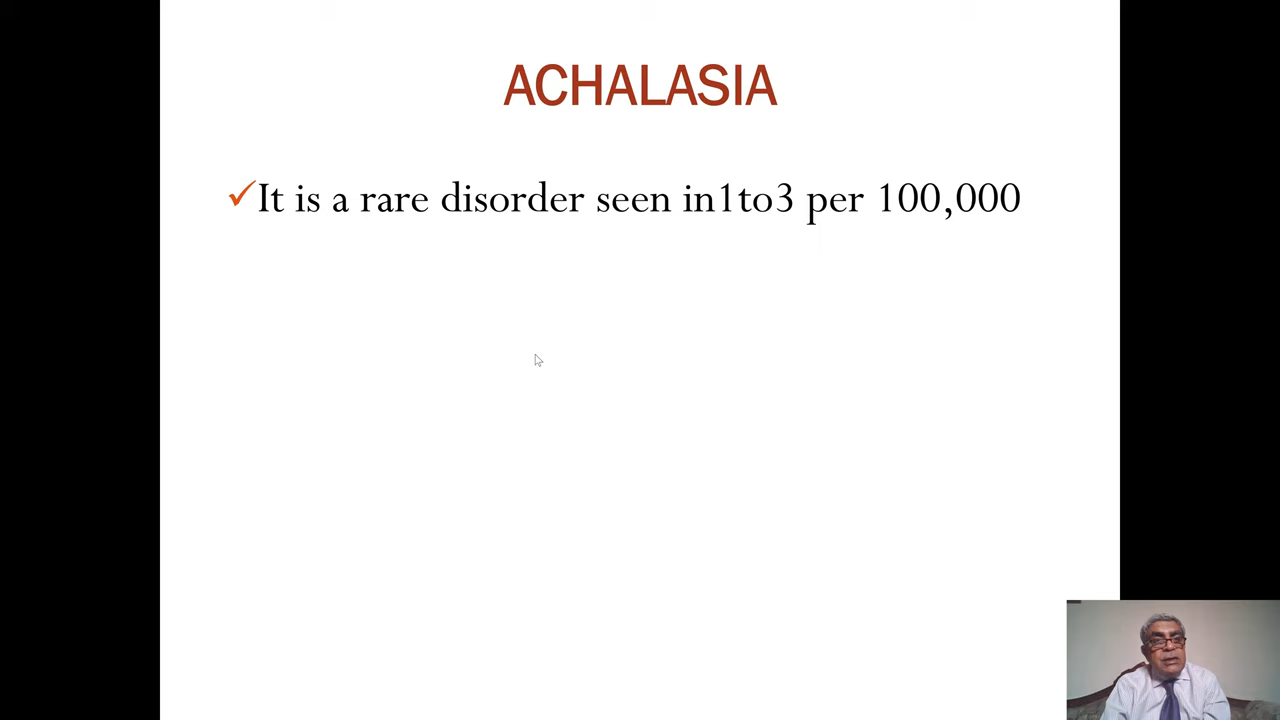 ACHALASIA
It is a rare disorder seen in1to3 per 100,000